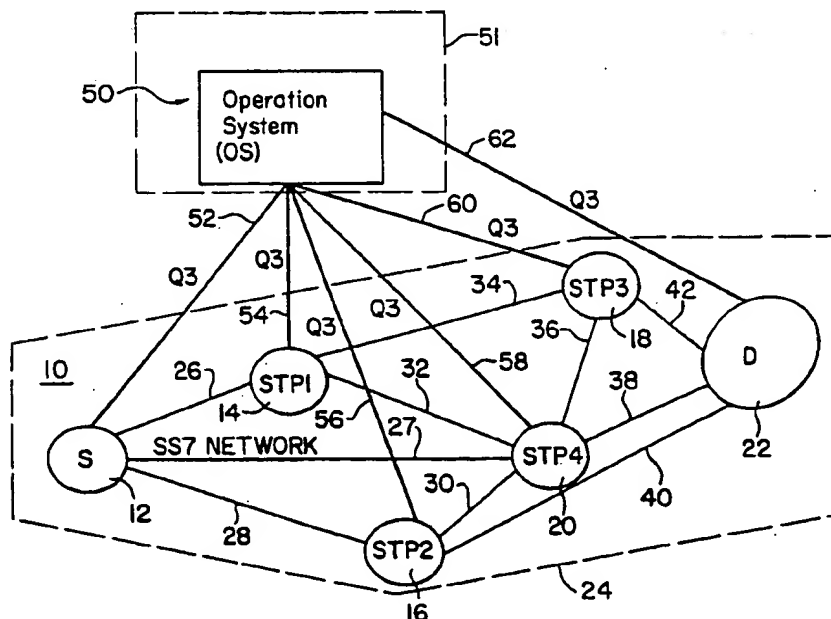 51
50
Operation
System
(OS)
62
52
60
Q3
Q3
Q3
Q3
34
STP3
42
54
Q3
Q3
36
18
10
26
STP1
58
D
14
32
38
56
27
SS7 NETWORK
S
STP4
22
12
30
20
40
28
STP2
24
16